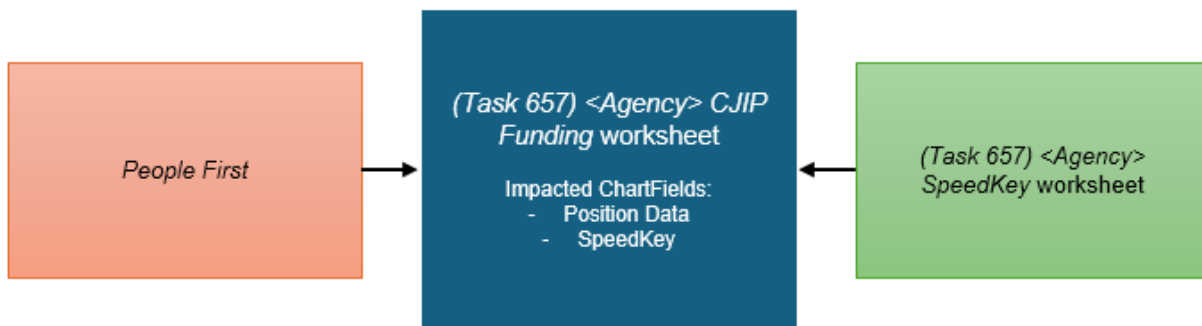 People First
(Task 657) <Agency> CJIP
Funding worksheet
Impacted ChartFields:
- Position Data
- SpeedKey
(Task 657) <Agency>
SpeedKey worksheet